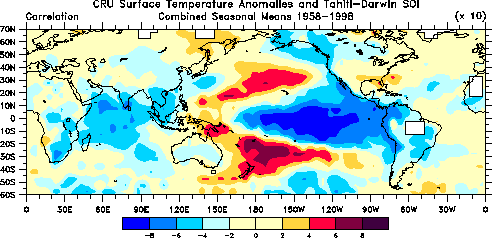 CRU Surface Temperature Anomalies and Tahiti-Darwin SOI
Correlation Combined Seasonal Means 1958-1998 (x 10)
70N
60N
50N
40N
30N
20N
10N
0
10S
20S
30S
40S
50S
60S
0 30E 60E 90E 120E 150E 180 150W 120W 90W 60W 30W 0
-8 -6 -4 -2 0 2 4 6 8